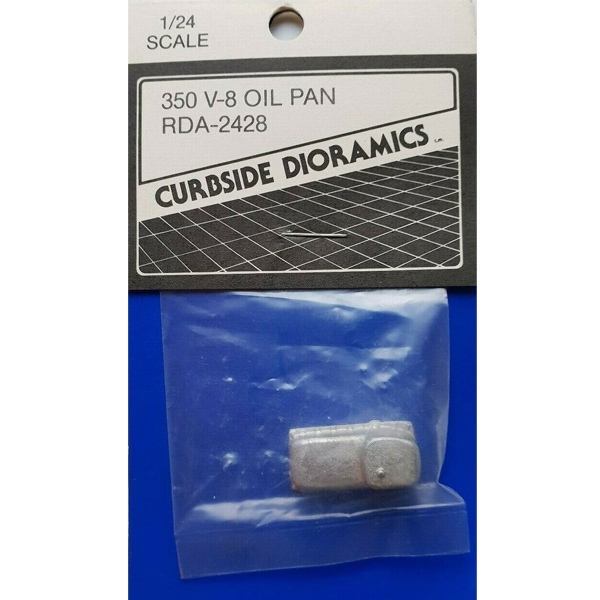 1/24
SCALE
350 V-8 OIL PAN
RDA-2428
CURBSIDE DIORAMICS